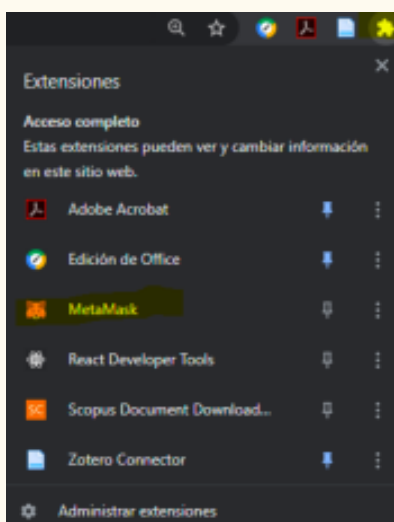 Extensiones
Acceso completo
Estas extensiones pueden ver y cambiar información
en este sitio web.
Adobe Acrobat
Edición de Office
MetaMask
React Developer Tools
SC Scopus Document Download...
Zotero Connector
Administrar extensiones